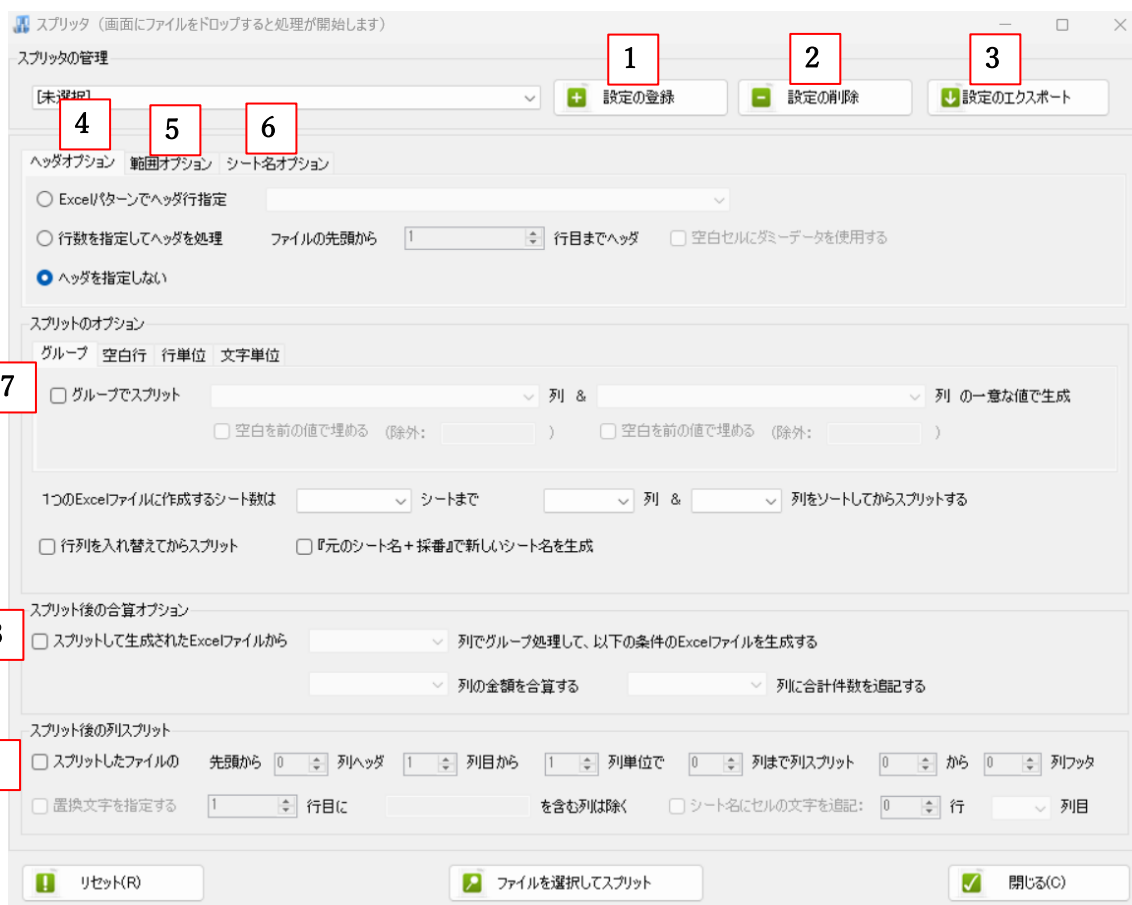 スプリッタ（画面にファイルをドロップすると処理が開始します）
スプリッタの管理
1 2 3
[未選択] 設定の登録 設定の削除 設定のエクスポート
4 5 6
ヘッダオプション 範囲オプション シート名オプション
Excelパターンでヘッダ行指定
行数を指定してヘッダを処理 ファイルの先頭から 1 行目までヘッダ 空白セルにダミーデータを使用する
ヘッダを指定しない
スプリットのオプション
グループ 空白行 行単位 文字単位
7
グループでスプリット 列 & 列 の一意な値で生成
空白を前の値で埋める （除外： ） 空白を前の値で埋める （除外： ）
1つのExcelファイルに作成するシート数は シートまで 列 & 列をソートしてからスプリットする
行列を入れ替えてからスプリット 『元のシート名＋採番』で新しいシート名を生成
スプリット後の合算オプション
スプリットして生成されたExcelファイルから 列でグループ処理して、以下の条件のExcelファイルを生成する
列の金額を合算する 列に合計件数を追記する
スプリット後の列スプリット
スプリットしたファイルの 先頭から 0 列ヘッダ 1 列目から 1 列単位で 0 列まで列スプリット 0 から 0 列フッタ
置換文字を指定する 1 行目に を含む列は除く シート名にセルの文字を追記： 0 行 列目
リセット(R) ファイルを選択してスプリット 閉じる(C)